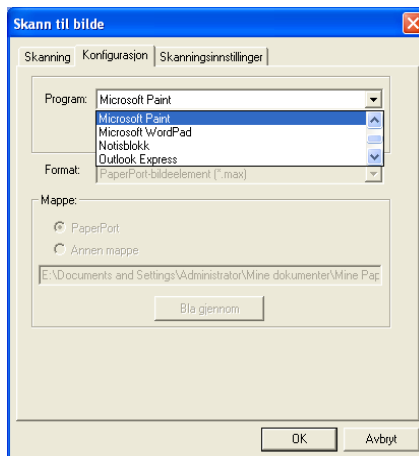 Skann til bilde
Skanning Konfigurasjon Skanningsinnstillinger
Program: Microsoft Paint
Microsoft Paint
Microsoft WordPad
Notisblokk
Outlook Express
Format: PaperPort-bildeelement (*.max)
Mappe:
PaperPort
Annen mappe
E:\Documents and Settings\Administrator\Mine dokumenter\Mine Pap
Bla gjennom
OK Avbryt